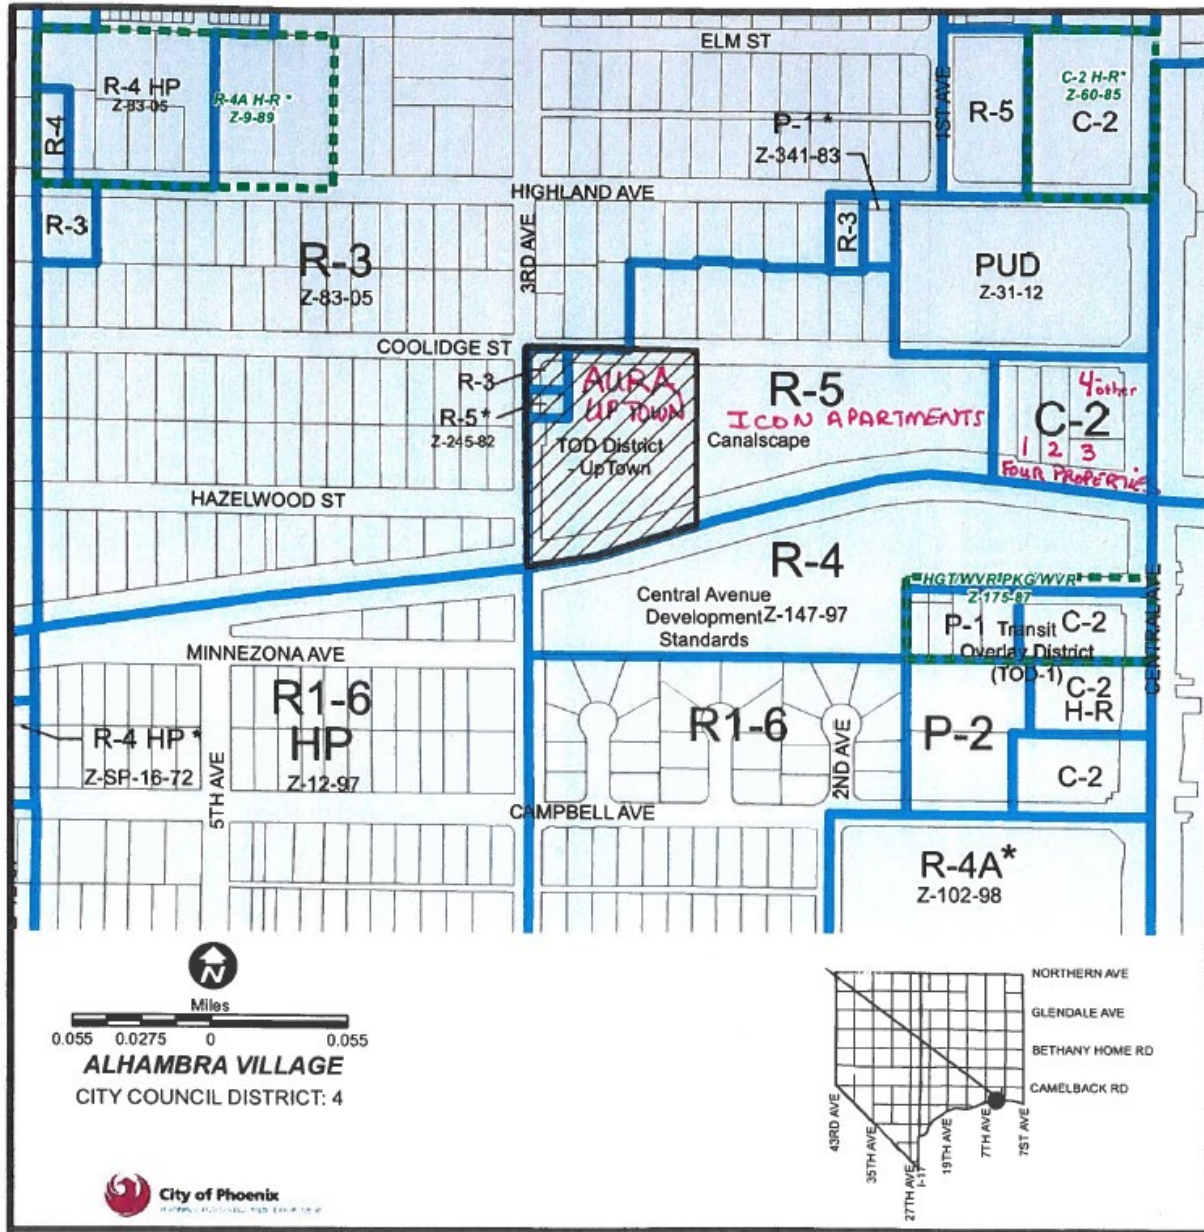 ELM ST
R-4 HP
Z-83-05
R-4A H-R *
Z-9-89
R-4
1ST AVE
R-5
C-2 H-R*
Z-60-85
C-2
P-1 *
Z-341-83
HIGHLAND AVE
R-3
R-3
Z-83-05
3RD AVE
R-3
PUD
Z-31-12
COOLIDGE ST
R-3
R-5*
Z-245-82
AURA
UPTOWN
TOD District
- UpTown
R-5
ICON APARTMENTS
Canalscape
4-other
C-2
1 2 3
FOUR PROPERTIE
HAZELWOOD ST
R-4
Central Avenue
Development
Standards
Z-147-97
HGT/WVR PKG/WVR
Z-175-87
P-1
C-2
Transit
Overlay District
(TOD-1)
CENTRAL AVE
MINNEZONA AVE
R1-6
HP
Z-12-97
R-4 HP *
Z-SP-16-72
5TH AVE
R1-6
2ND AVE
P-2
C-2
H-R
C-2
CAMPBELL AVE
R-4A*
Z-102-98
N
Miles
0.055 0.0275 0 0.055
ALHAMBRA VILLAGE
CITY COUNCIL DISTRICT: 4
NORTHERN AVE
GLENDALE AVE
BETHANY HOME RD
CAMELBACK RD
43RD AVE
35TH AVE
27TH AVE
I-17
19TH AVE
7TH AVE
7ST AVE
City of Phoenix